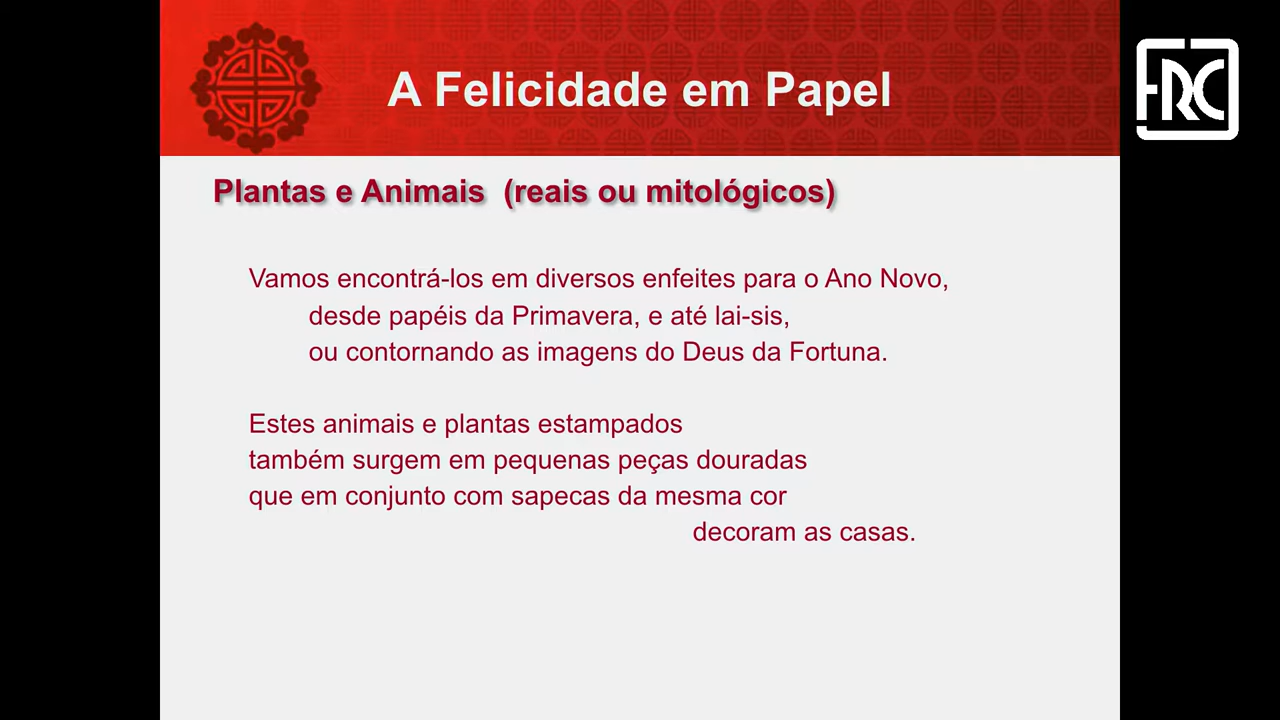 A Felicidade em Papel
FRC
Plantas e Animais (reais ou mitológicos)
Vamos encontrá-los em diversos enfeites para o Ano Novo,
desde papéis da Primavera, e até lai-sis,
ou contornando as imagens do Deus da Fortuna.
Estes animais e plantas estampados
também surgem em pequenas peças douradas
que em conjunto com sapecas da mesma cor
decoram as casas.